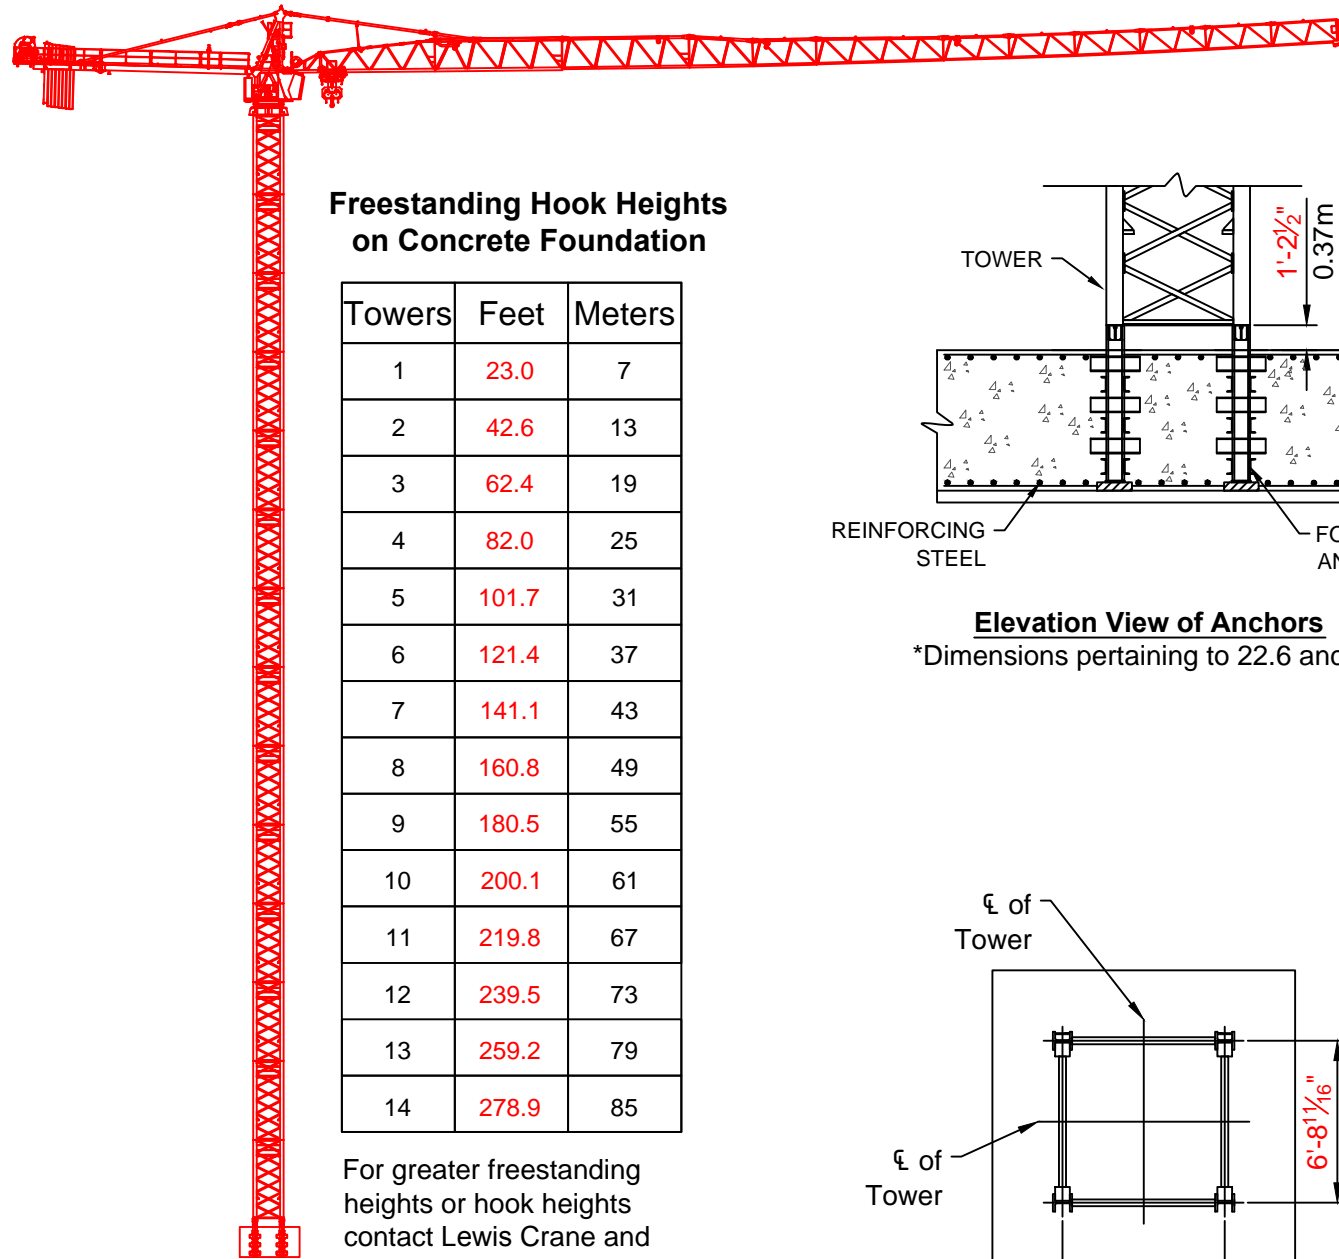 Freestanding Hook Heights
on Concrete Foundation
Towers Feet Meters
1 23.0 7
2 42.6 13
3 62.4 19
4 82.0 25
5 101.7 31
6 121.4 37
7 141.1 43
8 160.8 49
9 180.5 55
10 200.1 61
11 219.8 67
12 239.5 73
13 259.2 79
14 278.9 85
For greater freestanding
heights or hook heights
contact Lewis Crane and
TOWER
1'-2½"
0.37m
REINFORCING
STEEL
FO
AN
Elevation View of Anchors
*Dimensions pertaining to 22.6 anc
℄ of
Tower
℄ of
Tower
6'-8¹¹⁄₁₆"